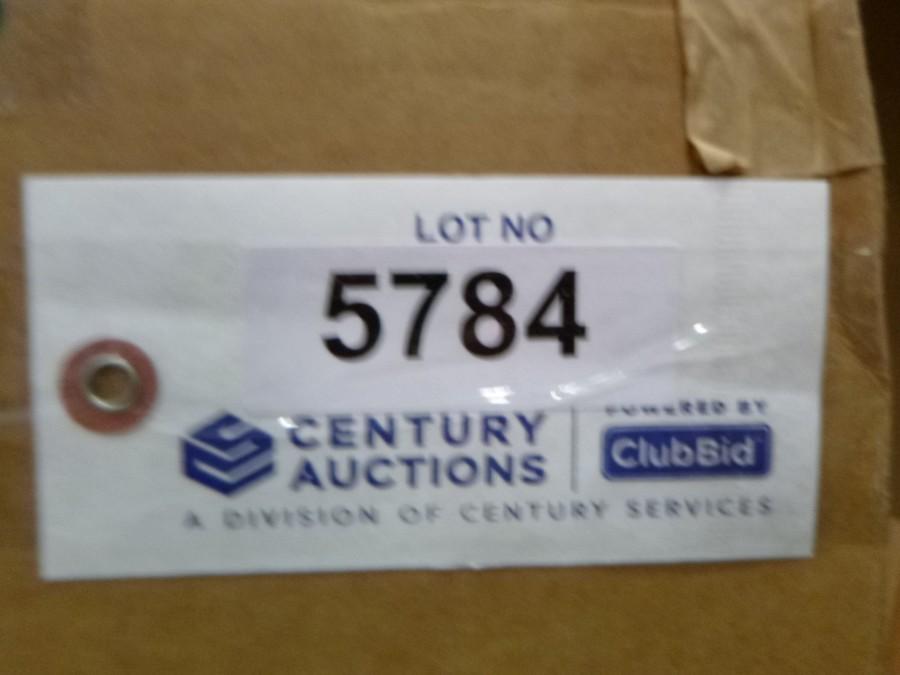 LOT NO
5784
CENTURY
AUCTIONS
POWERED BY
ClubBid
A DIVISION OF CENTURY SERVICES